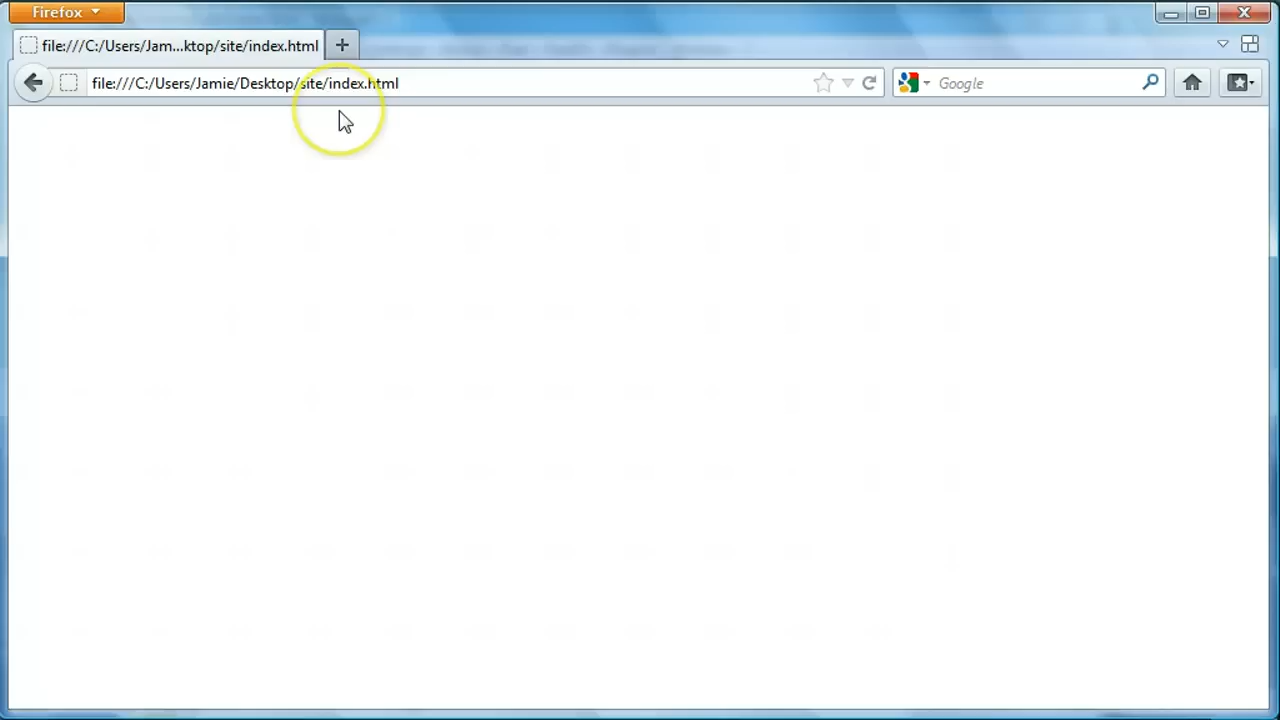 Firefox
file:///C:/Users/Jam...ktop/site/index.html
file:///C:/Users/Jamie/Desktop/site/index.html
Google